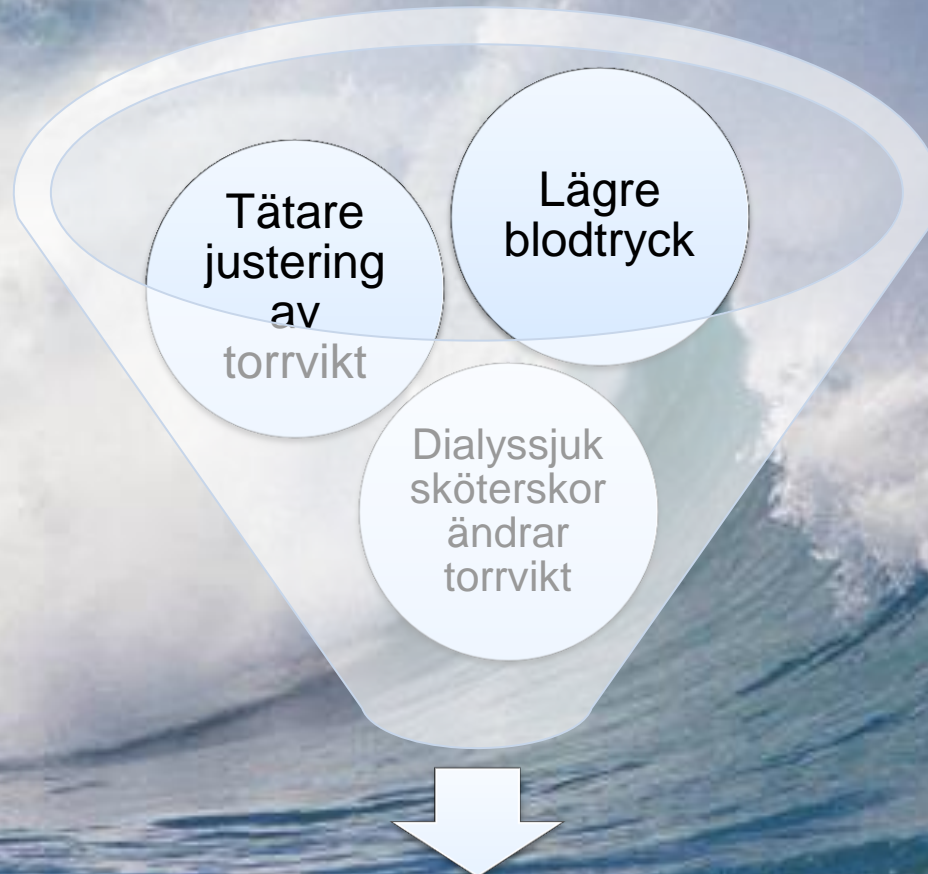 Tätare
justering
av
torrvikt
Lägre
blodtryck
Dialyssjuk
sköterskor
ändrar
torrvikt